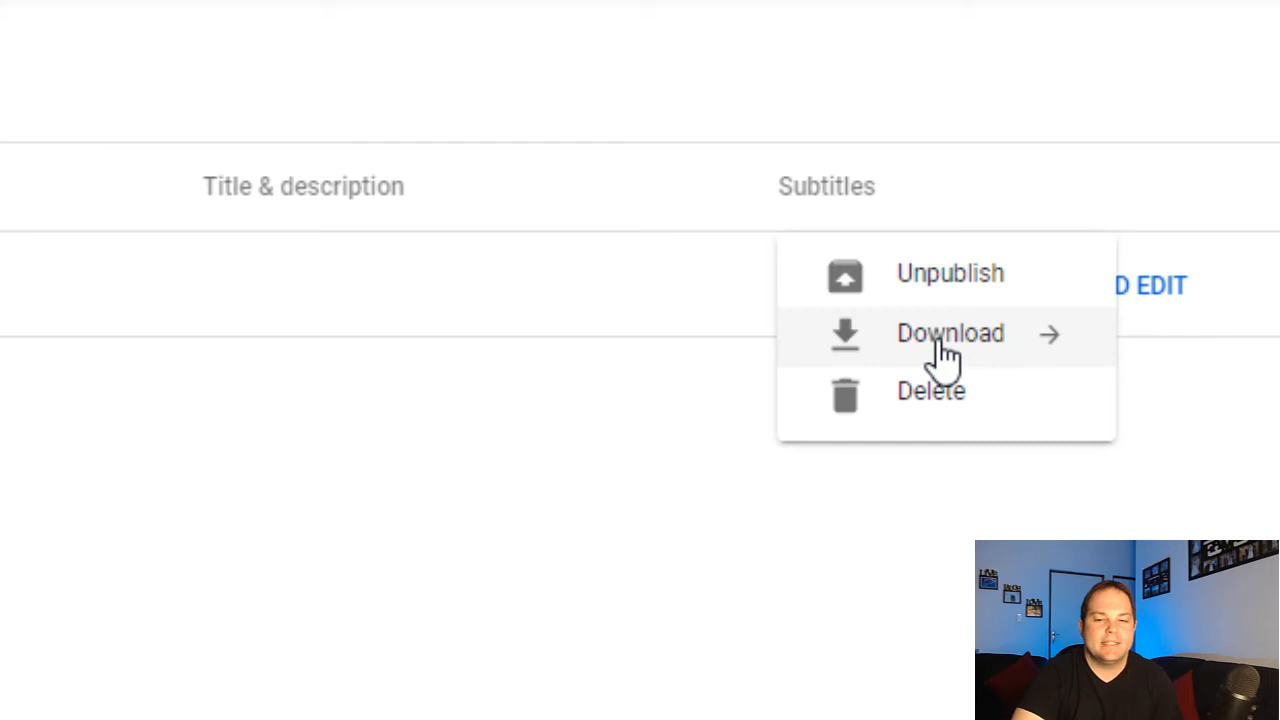 Title & description
Subtitles
Unpublish
D EDIT
Download
Delete